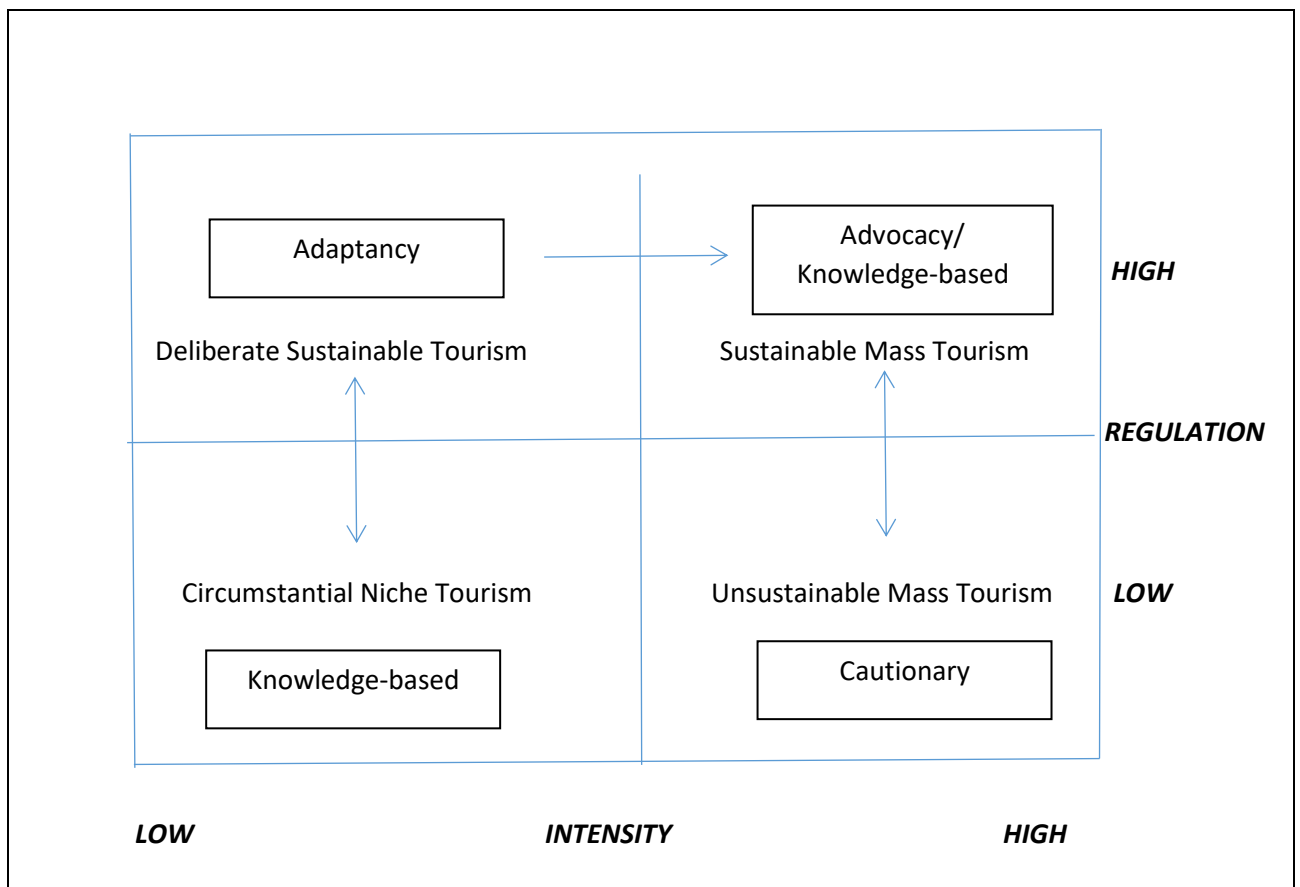 Adaptancy
Advocacy/
Knowledge-based
HIGH
Deliberate Sustainable Tourism
Sustainable Mass Tourism
REGULATION
Circumstantial Niche Tourism
Unsustainable Mass Tourism
LOW
Knowledge-based
Cautionary
LOW
INTENSITY
HIGH